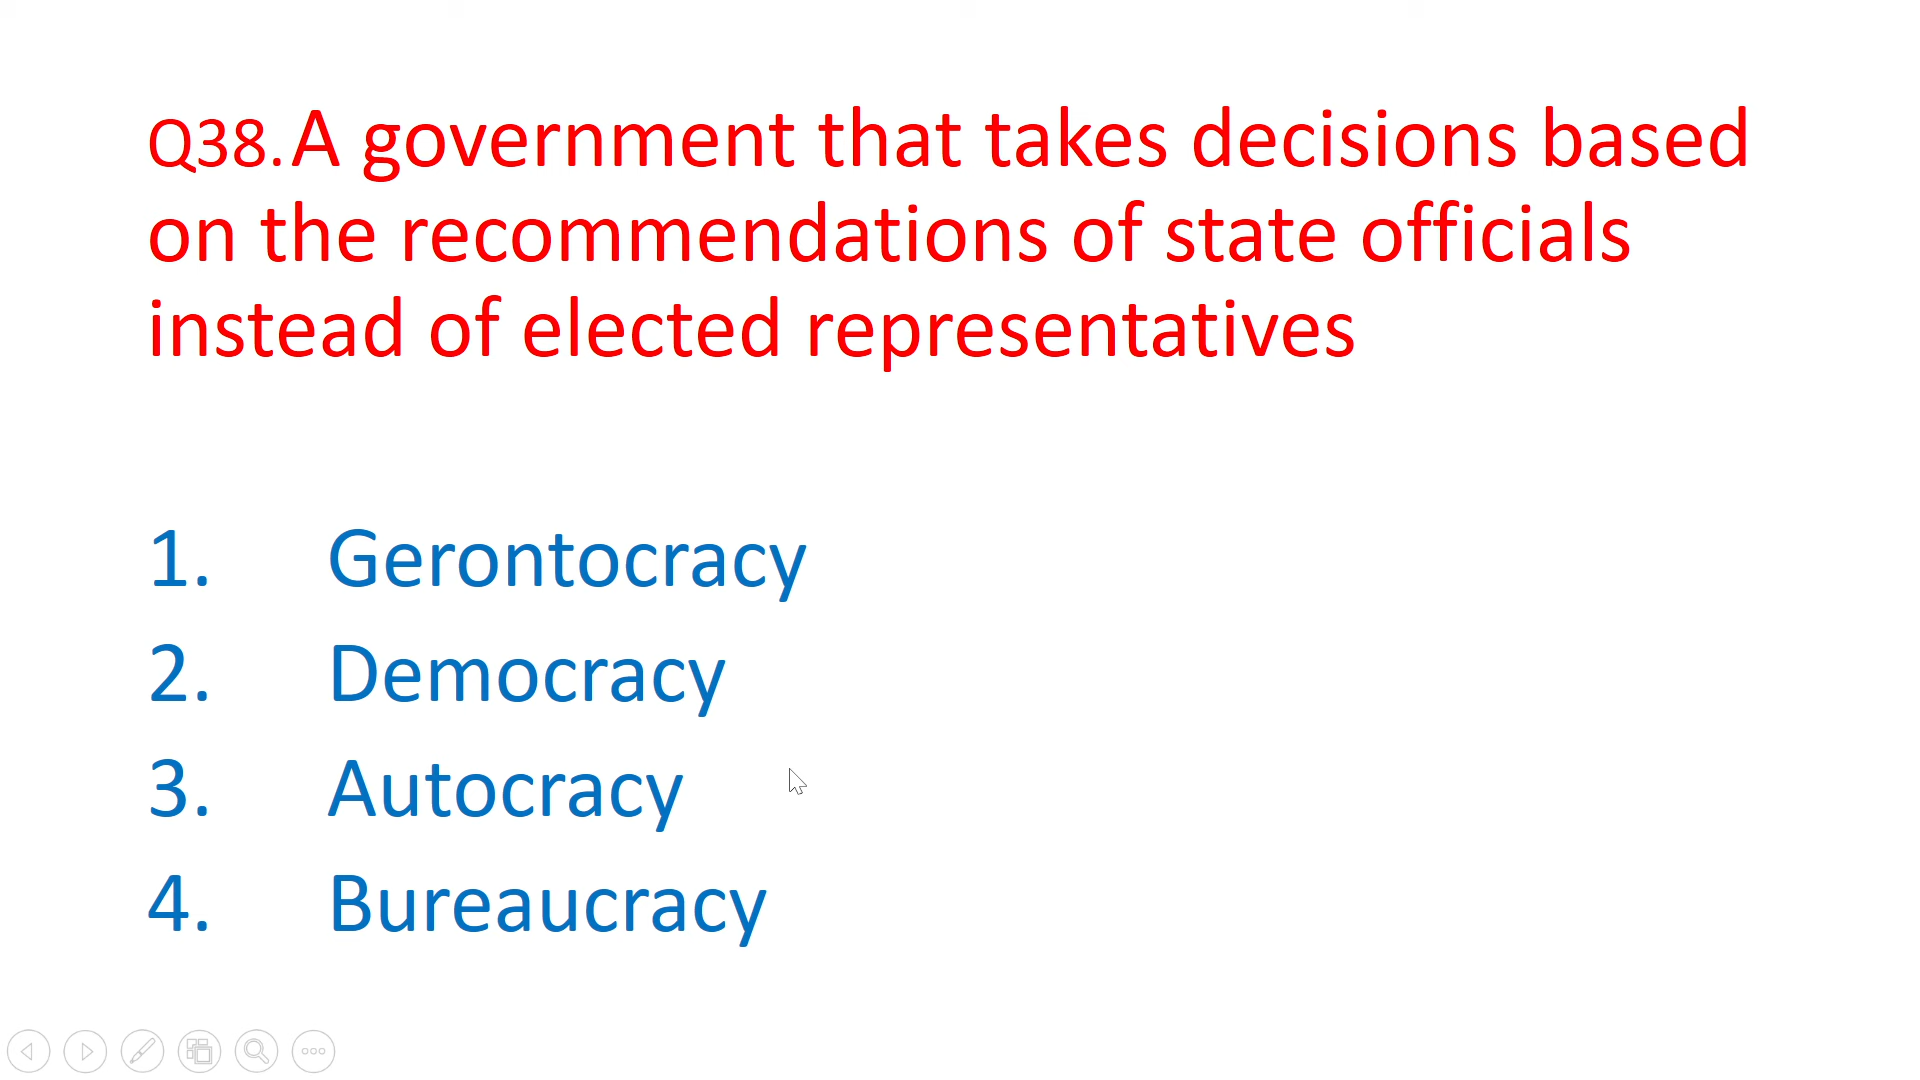 Q38.A government that takes decisions based
on the recommendations of state officials
instead of elected representatives
1. Gerontocracy
2. Democracy
3. Autocracy
4. Bureaucracy